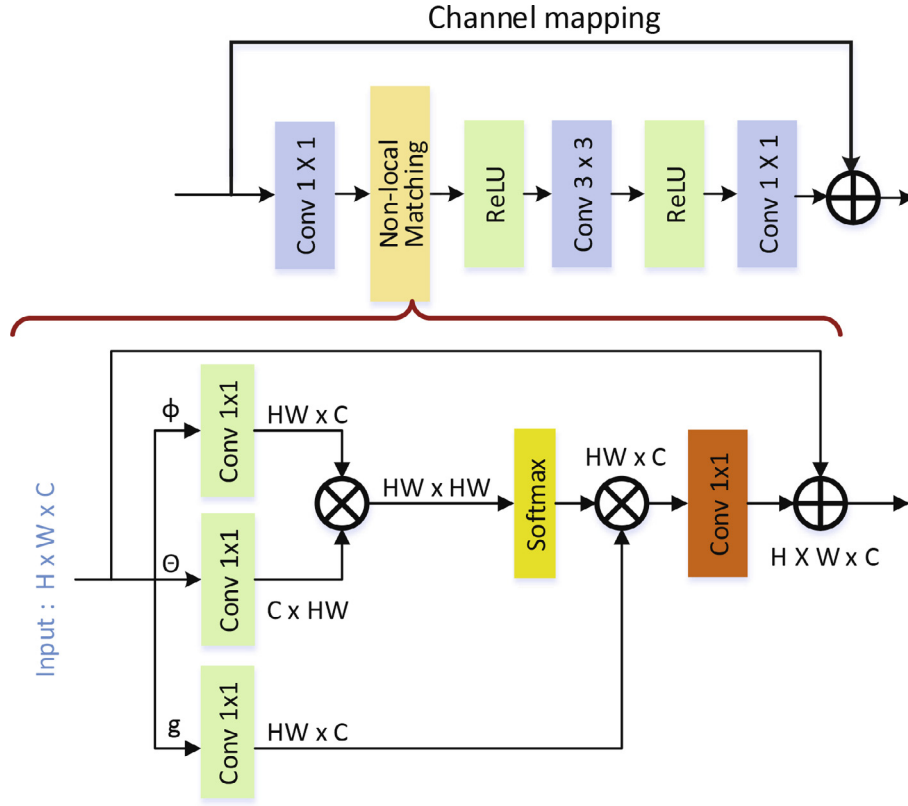 Channel mapping
Conv 1 X 1
Non-local
Matching
ReLU
Conv 3 x 3
ReLU
Conv 1 X 1
Input : H x W x C
ϕ
Conv 1x1
HW x C
Θ
Conv 1x1
C x HW
g
Conv 1x1
HW x C
HW x HW
Softmax
HW x C
Conv 1x1
H X W x C